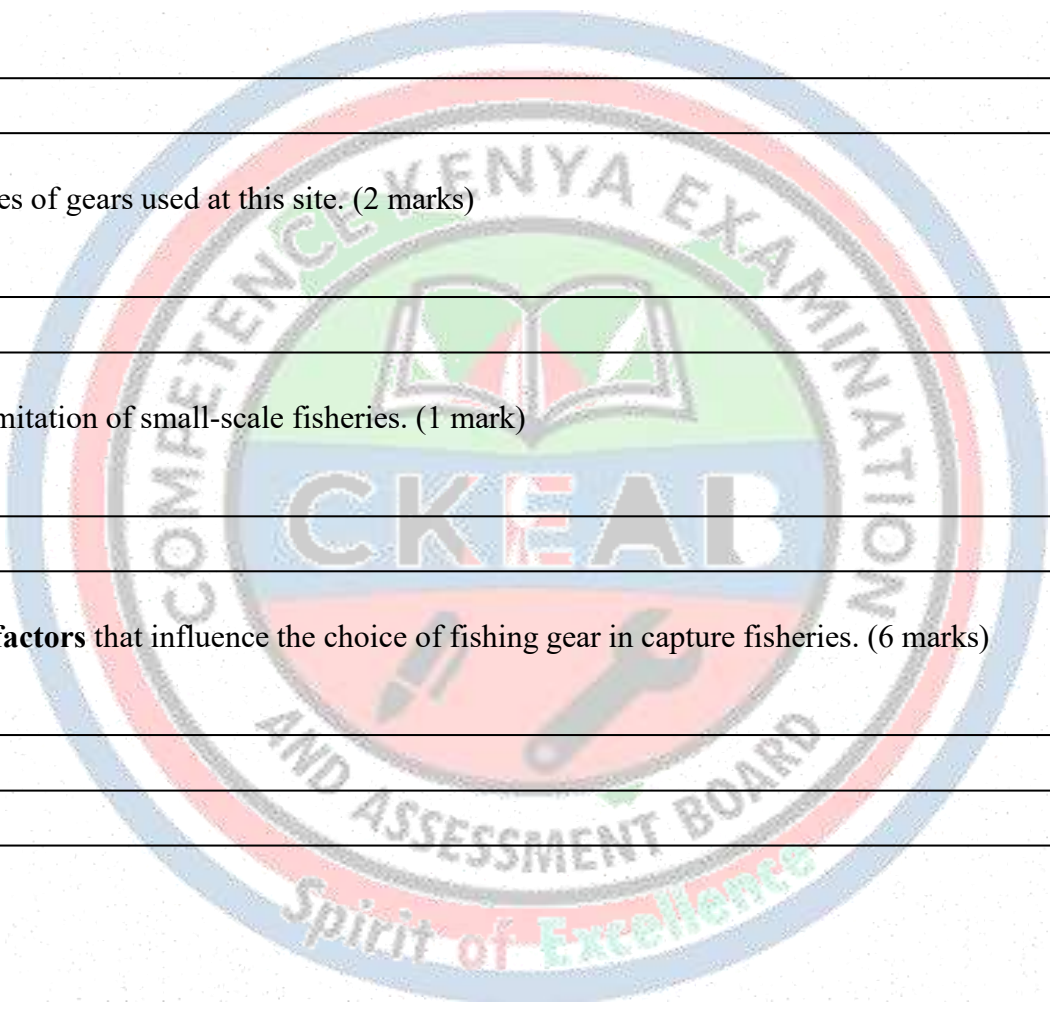 es of gears used at this site. (2 marks)
mitation of small-scale fisheries. (1 mark)
factors that influence the choice of fishing gear in capture fisheries. (6 marks)
COMPETENCE KENYA EXAMINATION
CKEAB
AND ASSESSMENT BOARD
Spirit of Excellence